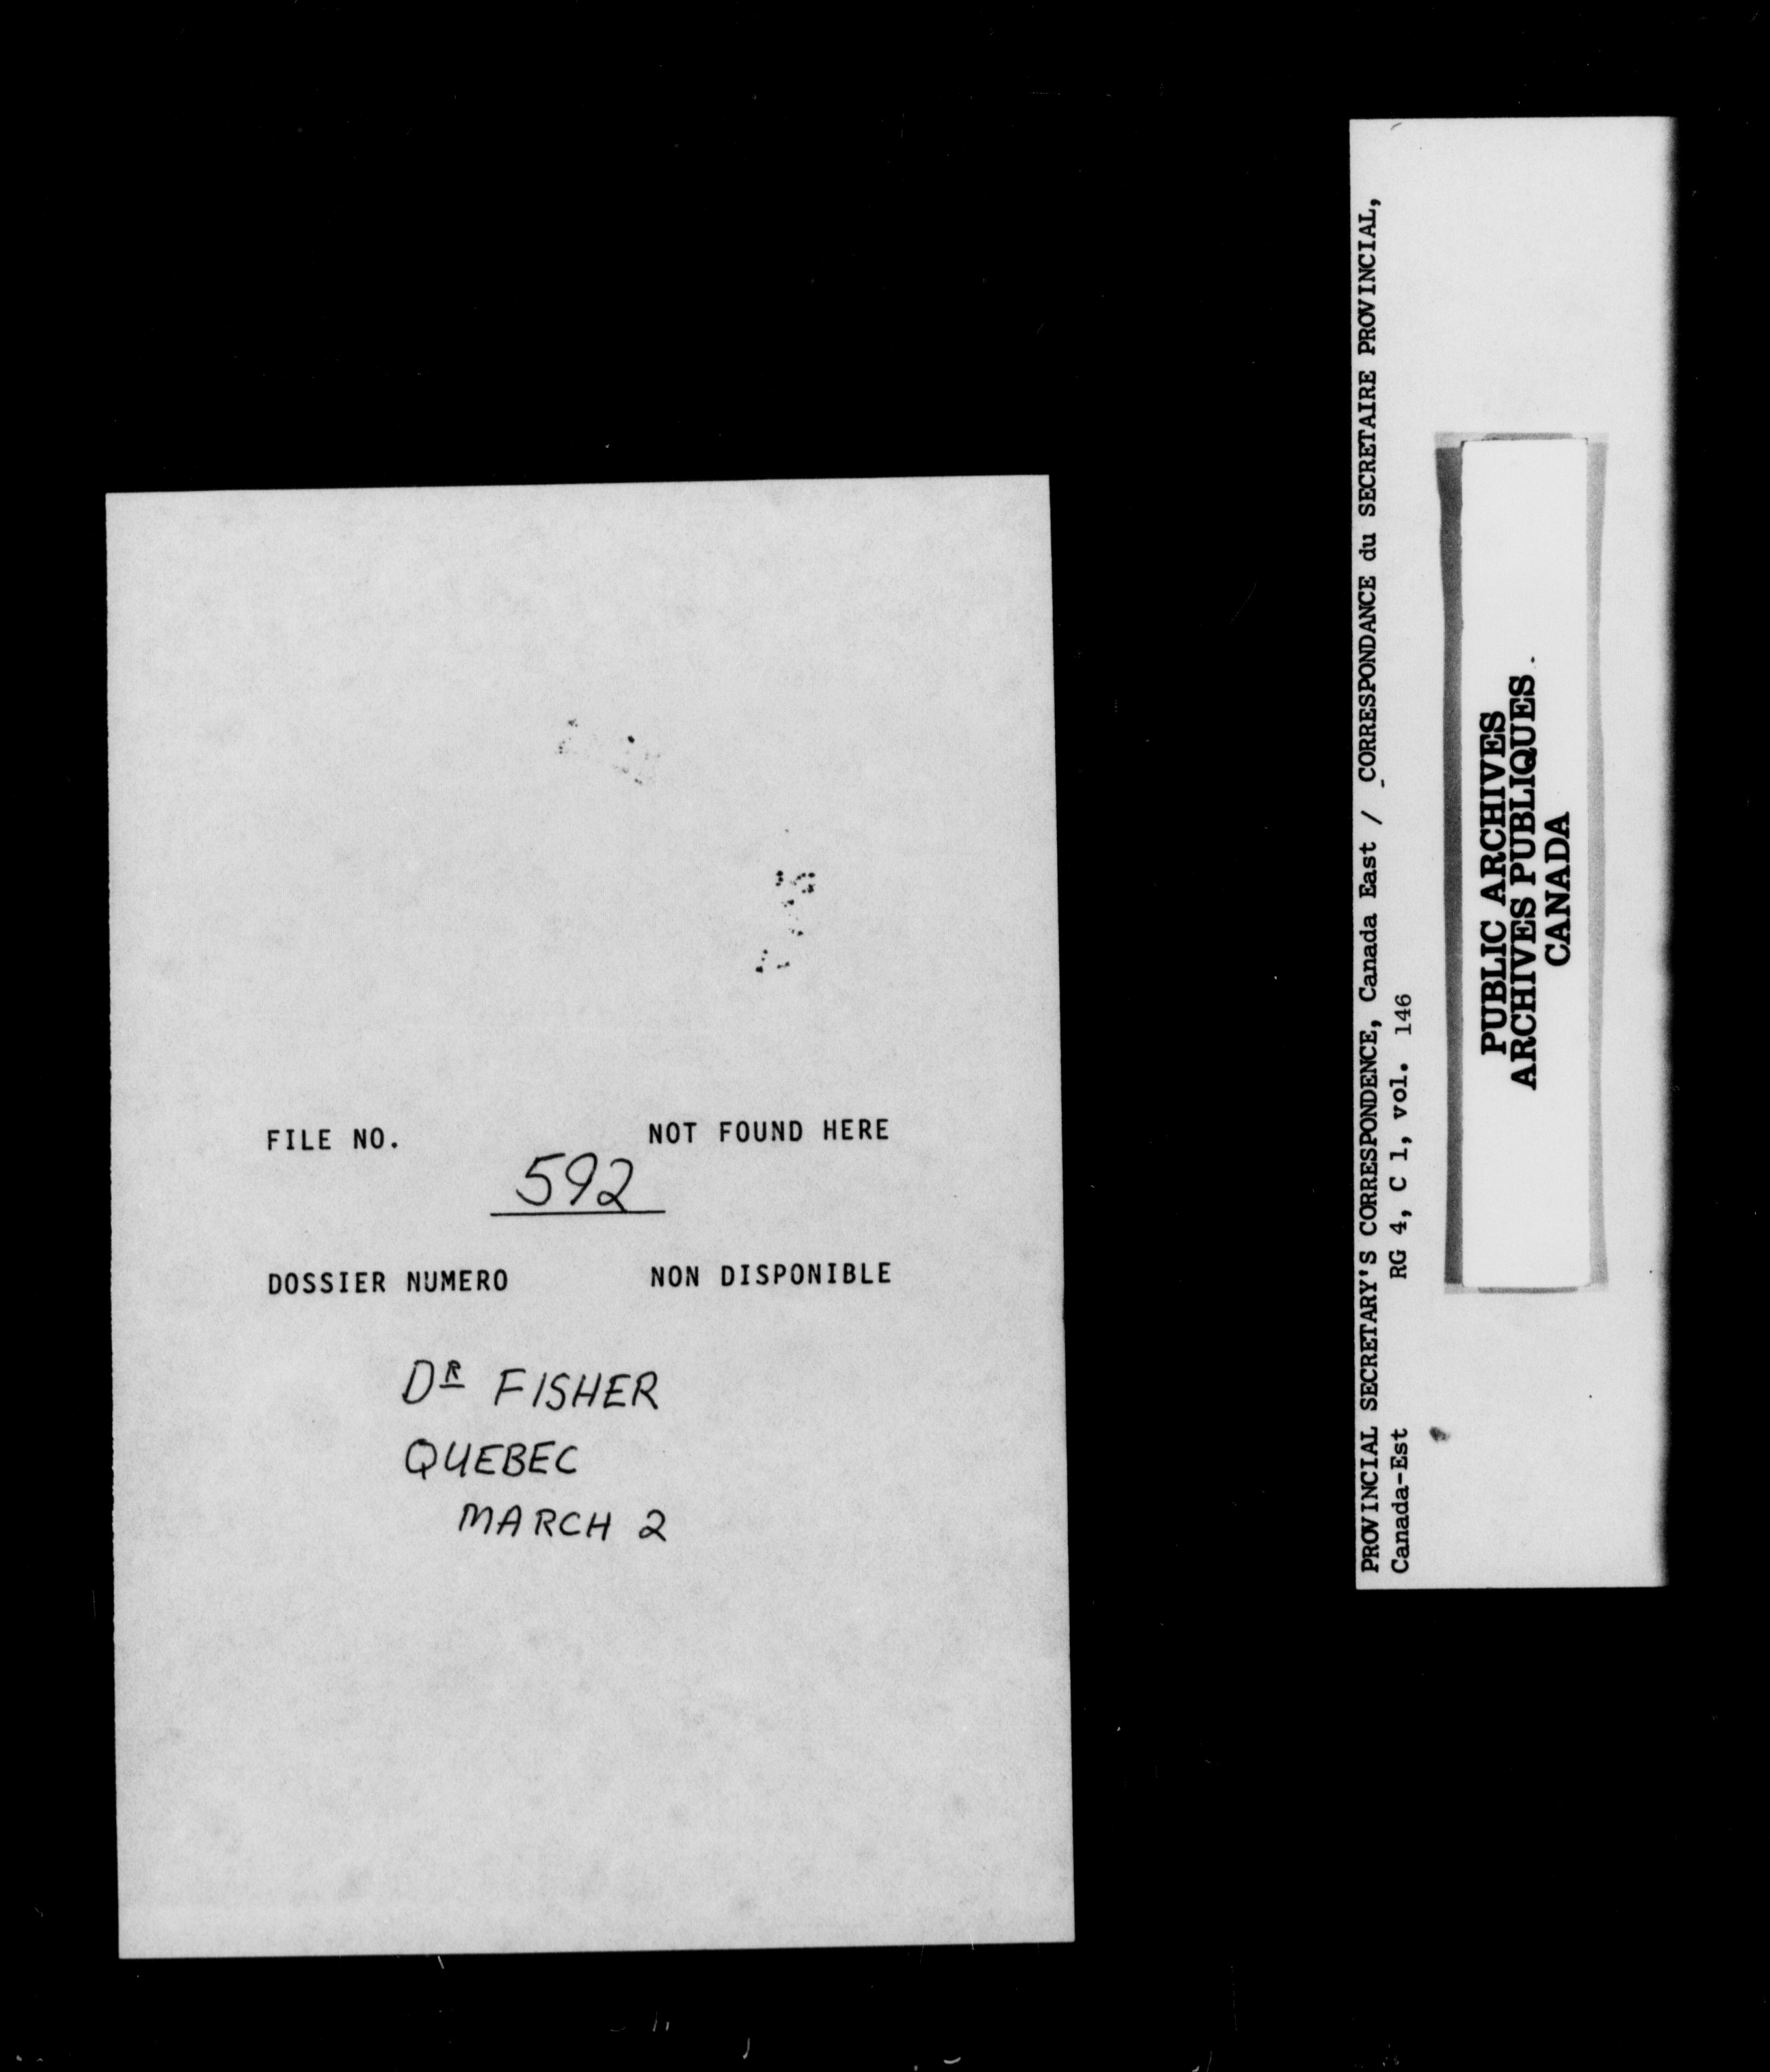 FILE NO. NOT FOUND HERE
592
DOSSIER NUMERO NON DISPONIBLE
DR FISHER
QUEBEC
MARCH 2
PROVINCIAL SECRETARY'S CORRESPONDENCE, Canada East / CORRESPONDANCE du SECRETAIRE PROVINCIAL,
Canada-Est RG 4, C 1, vol. 146
PUBLIC ARCHIVES
ARCHIVES PUBLIQUES
CANADA